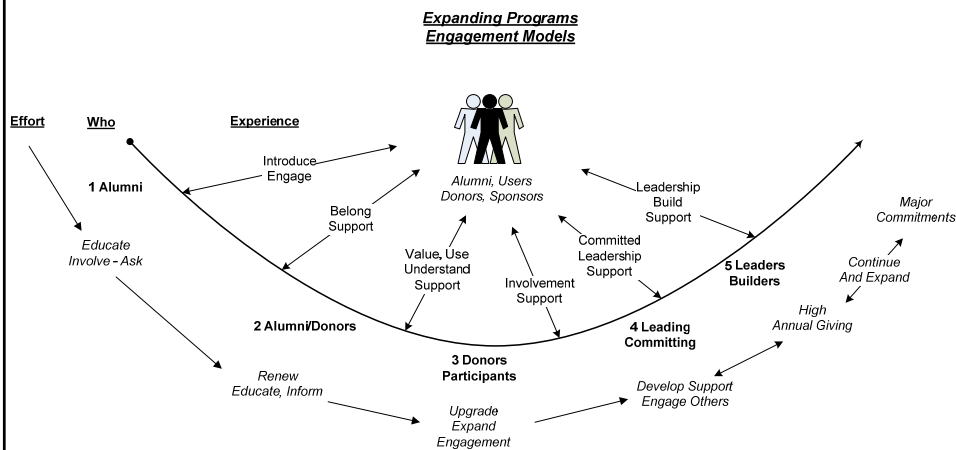 Expanding Programs
Engagement Models
Effort
Who
Experience
Introduce
Engage
1 Alumni
Alumni, Users
Donors, Sponsors
Leadership
Build
Support
Major
Commitments
Belong
Support
Educate
Involve – Ask
Value, Use
Understand
Support
Involvement
Support
Committed
Leadership
Support
5 Leaders
Builders
Continue
And Expand
2 Alumni/Donors
3 Donors
Participants
4 Leading
Committing
High
Annual Giving
Renew
Educate, Inform
Upgrade
Expand
Engagement
Develop Support
Engage Others